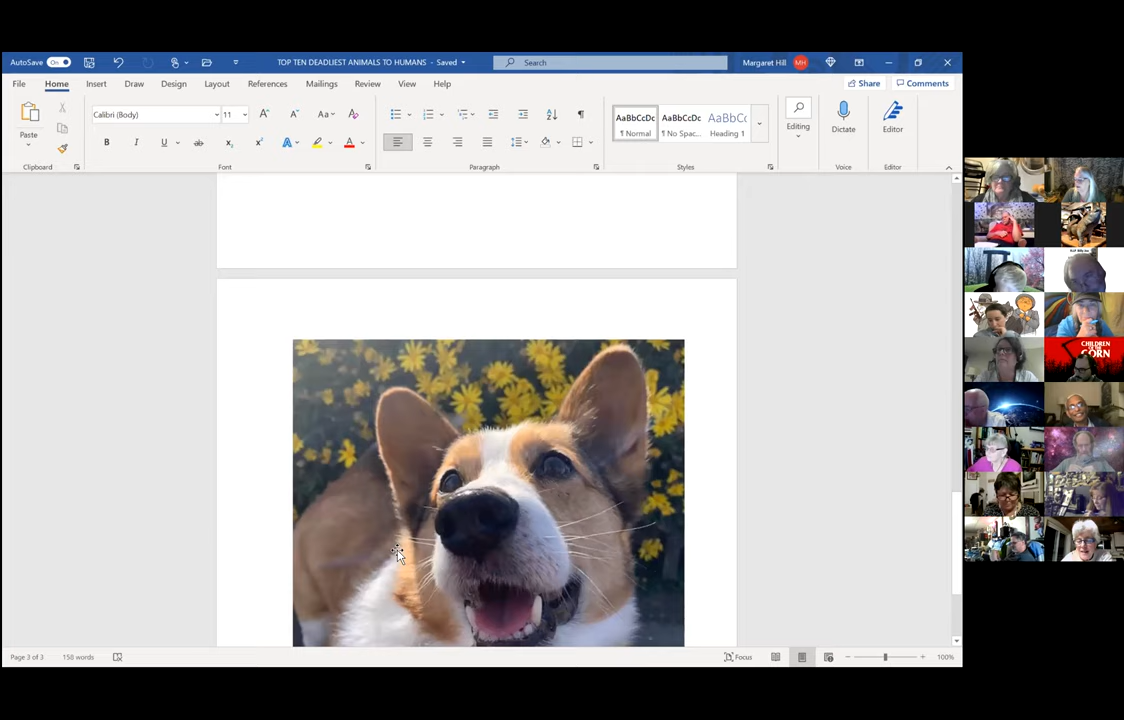 AutoSave On TOP TEN DEADLIEST ANIMALS TO HUMANS - Saved Search Margaret Hill MH
File Home Insert Draw Design Layout References Mailings Review View Help Share Comments
Paste Calibri (Body) 11 Aa AaBbCcDc AaBbCcDc AaBbCc Editing Dictate Editor
¶ Normal ¶ No Spac... Heading 1
Clipboard Font Paragraph Styles Voice Editor
CHILDREN
OF THE
CORN
Page 3 of 3 158 words Focus 100%